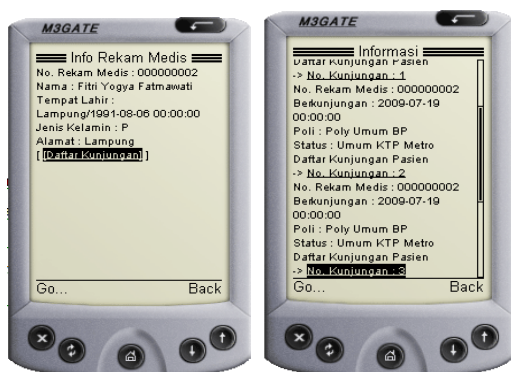 M3GATE
Info Rekam Medis
No. Rekam Medis : 000000002
Nama : Fitri Yogya Fatmawati
Tempat Lahir :
Lampung/1991-08-06 00:00:00
Jenis Kelamin : P
Alamat : Lampung
[ [Daftar Kunjungan] ]
Go...
Back
M3GATE
Informasi
Daftar Kunjungan Pasien
-> No. Kunjungan : 1
No. Rekam Medis : 000000002
Berkunjungan : 2009-07-19
00:00:00
Poli : Poly Umum BP
Status : Umum KTP Metro
Daftar Kunjungan Pasien
-> No. Kunjungan : 2
No. Rekam Medis : 000000002
Berkunjungan : 2009-07-19
00:00:00
Poli : Poly Umum BP
Status : Umum KTP Metro
Daftar Kunjungan Pasien
-> No. Kunjungan : 3
Go...
Back